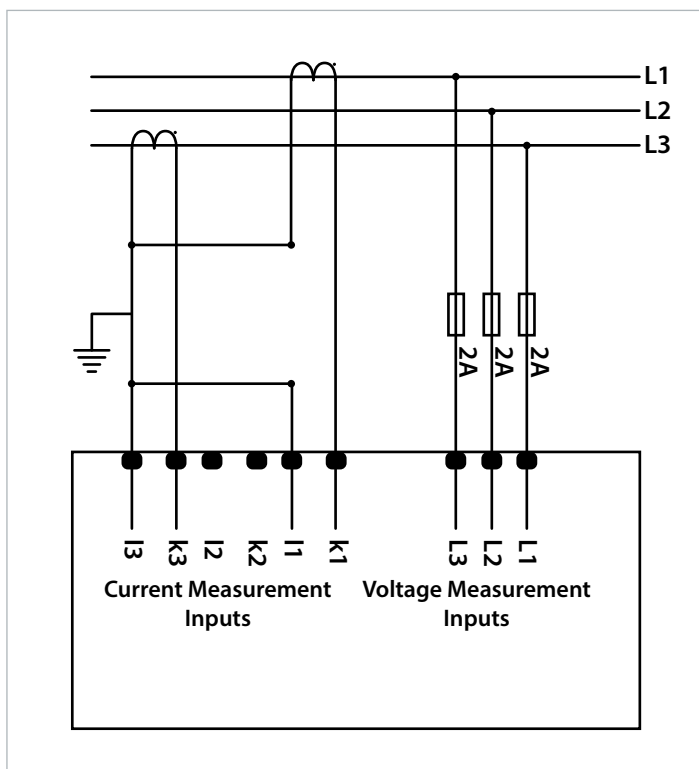 L1
L2
L3
2A
2A
2A
l3
k3
l2
k2
l1
k1
L3
L2
L1
Current Measurement
Inputs
Voltage Measurement
Inputs